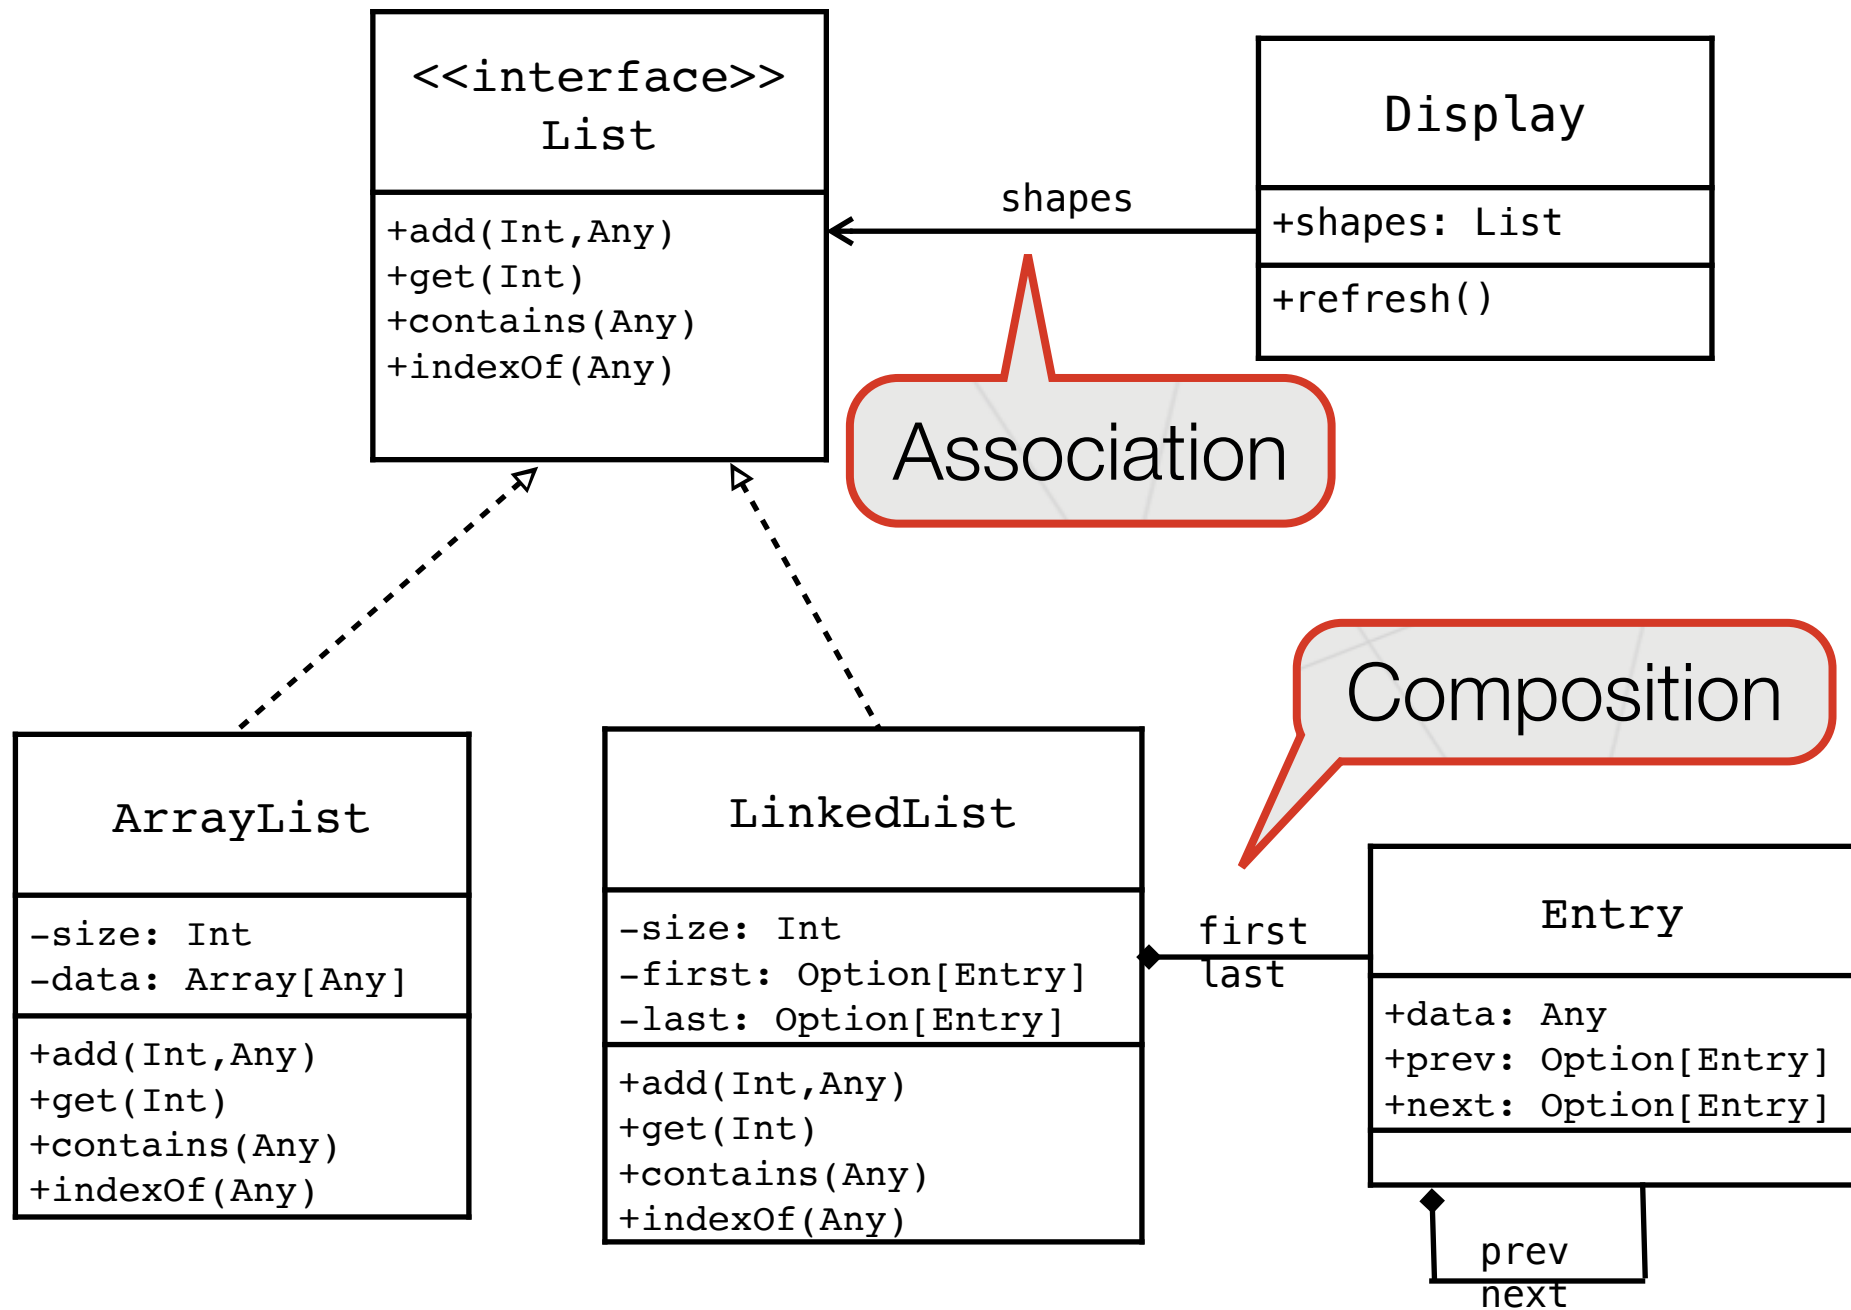 <<interface>>
List
+add(Int,Any)
+get(Int)
+contains(Any)
+indexOf(Any)
shapes
Display
+shapes: List
+refresh()
Association
Composition
ArrayList
-size: Int
-data: Array[Any]
+add(Int,Any)
+get(Int)
+contains(Any)
+indexOf(Any)
LinkedList
-size: Int
-first: Option[Entry]
-last: Option[Entry]
+add(Int,Any)
+get(Int)
+contains(Any)
+indexOf(Any)
first
last
Entry
+data: Any
+prev: Option[Entry]
+next: Option[Entry]
prev
next